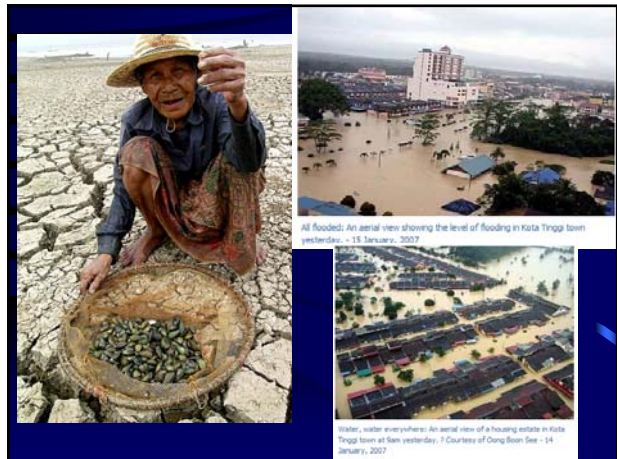 All flooded: An aerial view showing the level of flooding in Kota Tinggi town
yesterday. - 15 January, 2007
Water, water everywhere: An aerial view of a housing estate in Kota
Tinggi town at 9am yesterday. ? Courtesy of Oong Boon See - 14
January, 2007